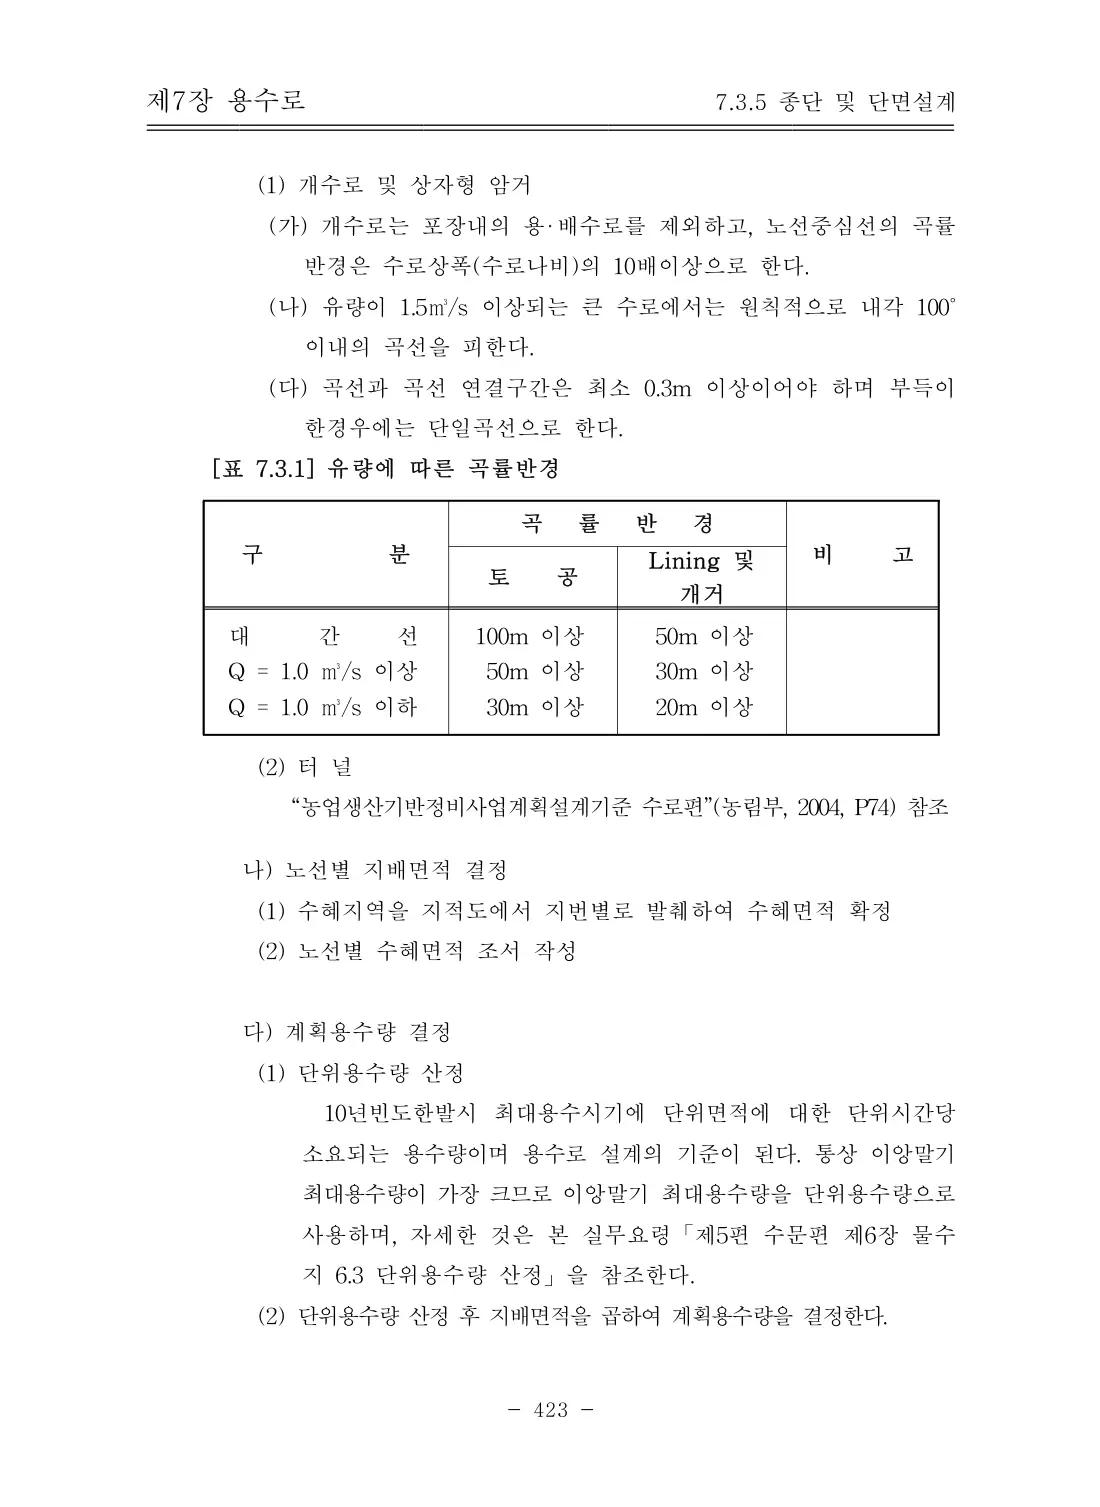 제7장 용수로
7.3.5 종단 및 단면설계
(1) 개수로 및 상자형 암거
(가) 개수로는 포장내의 용·배수로를 제외하고, 노선중심선의 곡률
반경은 수로상폭(수로나비)의 10배이상으로 한다.
(나) 유량이 1.5㎥/s 이상되는 큰 수로에서는 원칙적으로 내각 100°
이내의 곡선을 피한다.
(다) 곡선과 곡선 연결구간은 최소 0.3m 이상이어야 하며 부득이
한경우에는 단일곡선으로 한다.
[표 7.3.1] 유량에 따른 곡률반경
구 분
곡 률 반 경
비 고
토 공
Lining 및
개거
대 간 선 100m 이상 50m 이상
Q = 1.0 ㎥/s 이상 50m 이상 30m 이상
Q = 1.0 ㎥/s 이하 30m 이상 20m 이상
(2) 터 널
“농업생산기반정비사업계획설계기준 수로편”(농림부, 2004, P74) 참조
나) 노선별 지배면적 결정
(1) 수혜지역을 지적도에서 지번별로 발췌하여 수혜면적 확정
(2) 노선별 수혜면적 조서 작성
다) 계획용수량 결정
(1) 단위용수량 산정
10년빈도한발시 최대용수시기에 단위면적에 대한 단위시간당
소요되는 용수량이며 용수로 설계의 기준이 된다. 통상 이앙말기
최대용수량이 가장 크므로 이앙말기 최대용수량을 단위용수량으로
사용하며, 자세한 것은 본 실무요령「제5편 수문편 제6장 물수
지 6.3 단위용수량 산정」을 참조한다.
(2) 단위용수량 산정 후 지배면적을 곱하여 계획용수량을 결정한다.
- 423 -